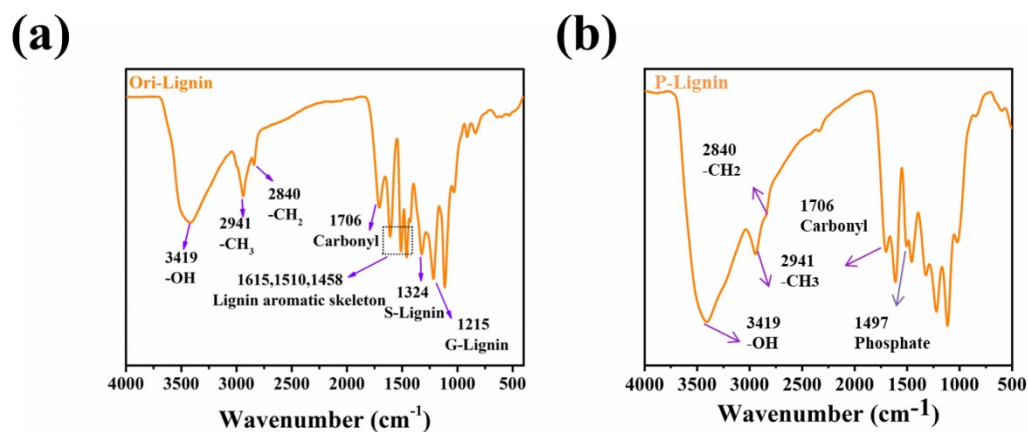 (a)
Ori-Lignin
3419
-OH
2941
-CH₃
2840
-CH₂
1706
Carbonyl
1615,1510,1458
Lignin aromatic skeleton
1324
S-Lignin
1215
G-Lignin
4000 3500 3000 2500 2000 1500 1000 500
Wavenumber (cm⁻¹)
(b)
P-Lignin
2840
-CH2
1706
Carbonyl
2941
-CH3
3419
-OH
1497
Phosphate
4000 3500 3000 2500 2000 1500 1000 500
Wavenumber (cm⁻¹)